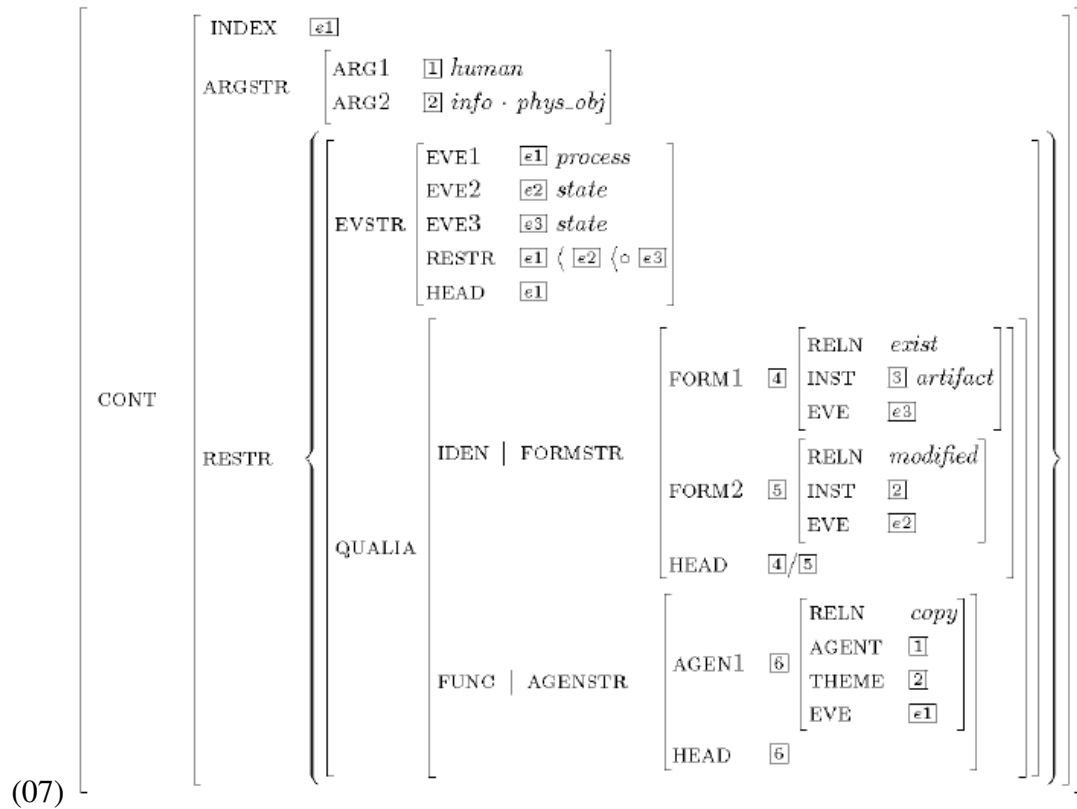 INDEX e1
ARG1 1 human
ARGSTR
ARG2 2 info · phys_obj
EVE1 e1 process
EVE2 e2 state
EVSTR EVE3 e3 state
RESTR e1 ⟨ e2 ⟨○ e3
HEAD e1
RELN exist
FORM1 4 INST 3 artifact
EVE e3
CONT
RESTR IDEN | FORMSTR
RELN modified
FORM2 5 INST 2
EVE e2
QUALIA
HEAD 4/5
RELN copy
AGEN1 6 AGENT 1
FUNC | AGENSTR THEME 2
EVE e1
HEAD 6
(07)